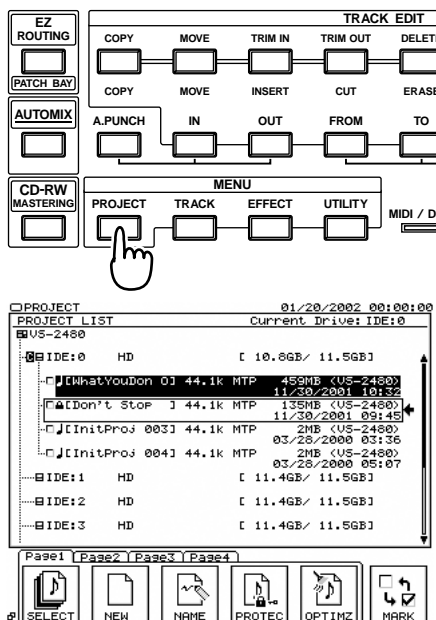 EZ
ROUTING
PATCH BAY
TRACK EDIT
COPY MOVE TRIM IN TRIM OUT DELET
COPY MOVE INSERT CUT ERASE
AUTOMIX
A.PUNCH IN OUT FROM TO
CD-RW
MASTERING
MENU
PROJECT TRACK EFFECT UTILITY
MIDI / D
PROJECT 01/20/2002 00:00:00
PROJECT LIST Current Drive: IDE:0
VS-2480
C IDE:0 HD [ 10.8GB/ 11.5GB]
[WhatYouDon 0] 44.1k MTP 459MB (VS-2480)
11/30/2001 10:32
[Don't Stop ] 44.1k MTP 135MB (VS-2480)
11/30/2001 09:45
[InitProj 003] 44.1k MTP 2MB (VS-2480)
03/28/2000 03:36
[InitProj 004] 44.1k MTP 2MB (VS-2480)
03/28/2000 05:07
IDE:1 HD [ 11.4GB/ 11.5GB]
IDE:2 HD [ 11.4GB/ 11.5GB]
IDE:3 HD [ 11.4GB/ 11.5GB]
Page1 Page2 Page3 Page4
SELECT NEW NAME PROTEC OPTIMZ MARK